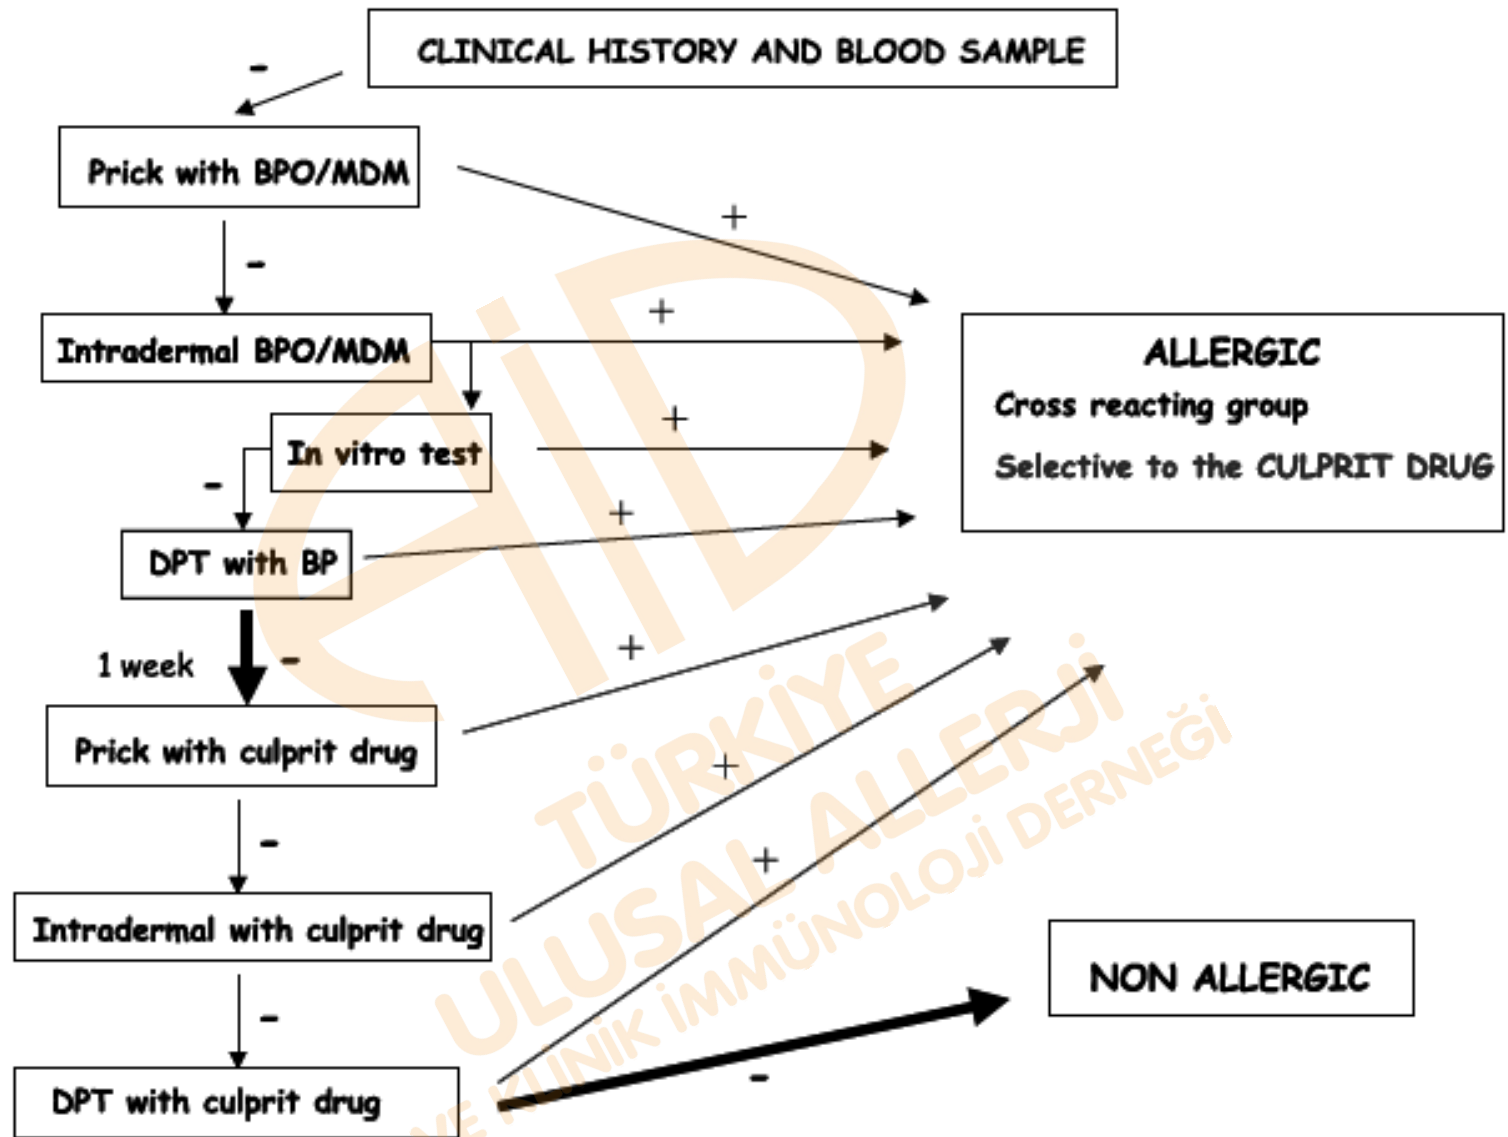 CLINICAL HISTORY AND BLOOD SAMPLE
-
Prick with BPO/MDM
+
-
Intradermal BPO/MDM
+
ALLERGIC
Cross reacting group
Selective to the CULPRIT DRUG
In vitro test
+
-
DPT with BP
+
1 week
-
Prick with culprit drug
+
-
Intradermal with culprit drug
+
-
DPT with culprit drug
+
-
NON ALLERGIC
AİD
TÜRKİYE
ULUSAL ALLERJİ
VE KLİNİK İMMÜNOLOJİ DERNEĞİ